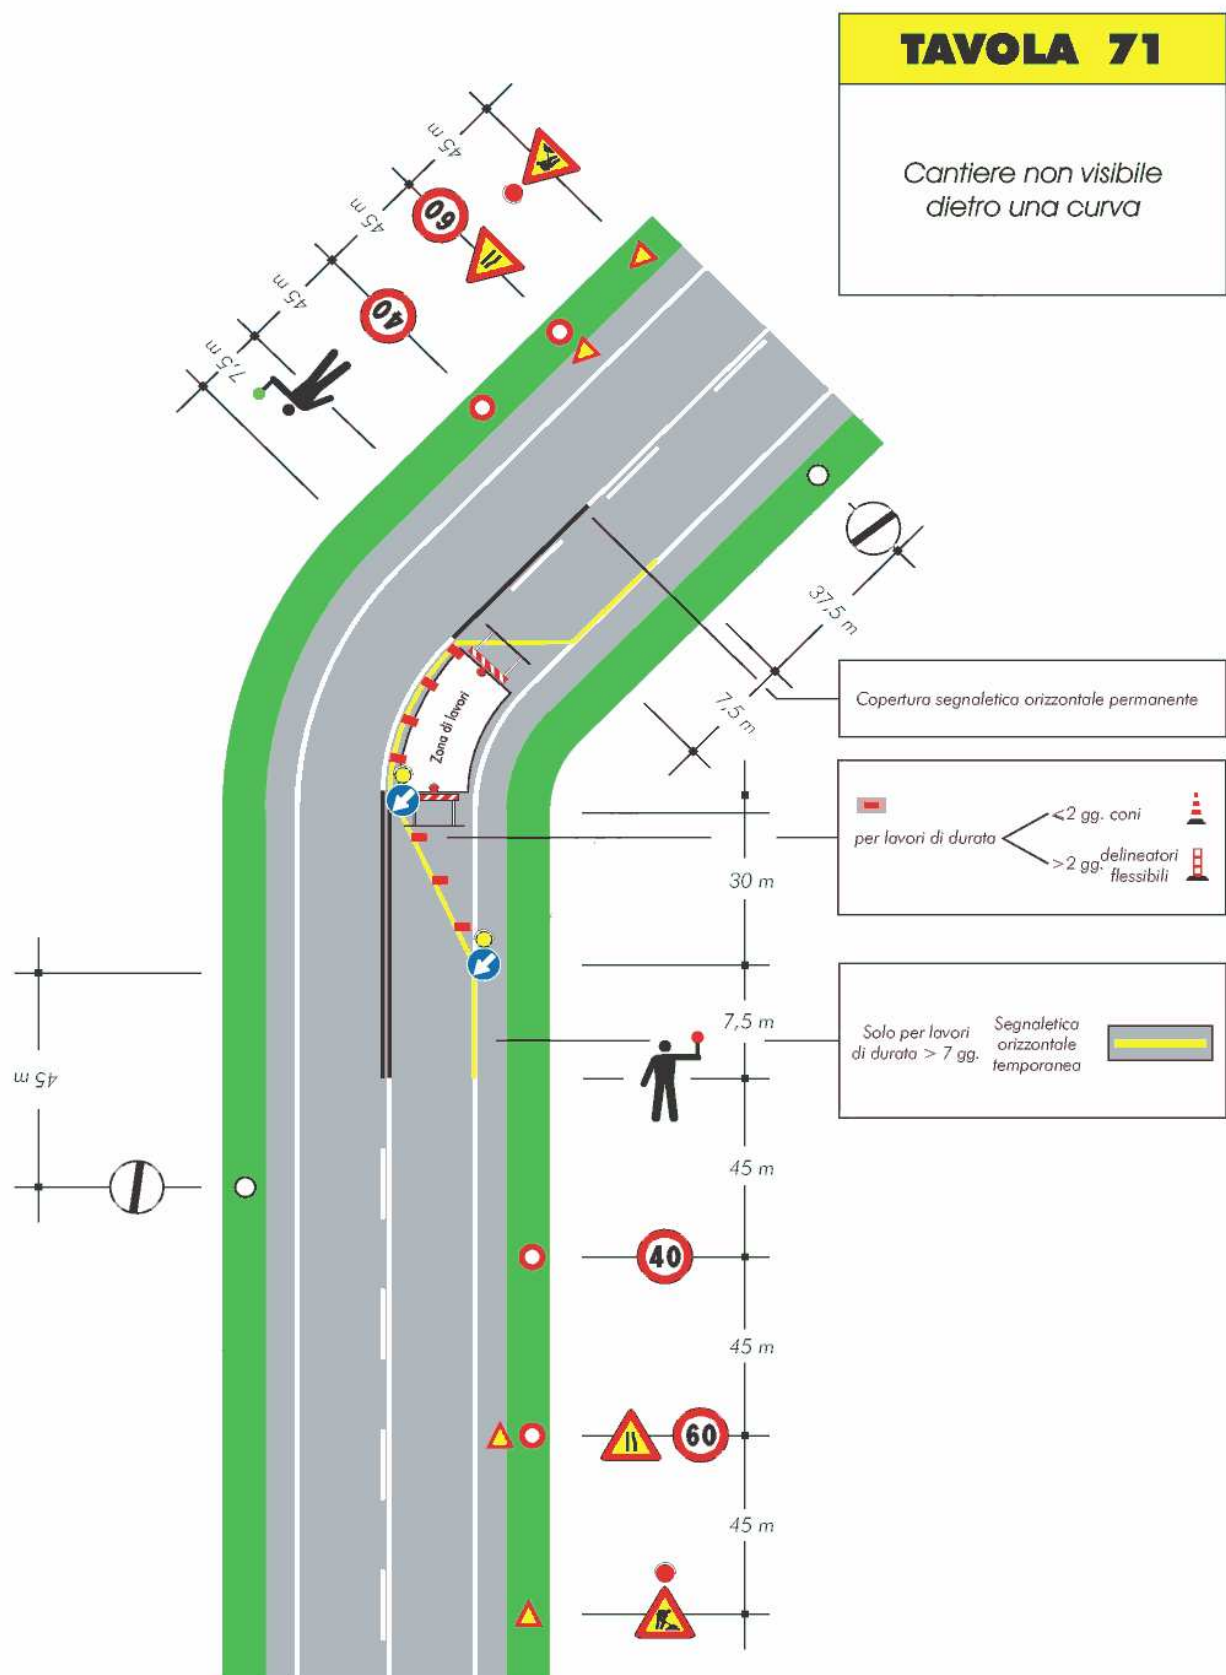 TAVOLA 71
Cantiere non visibile
dietro una curva
45 m
45 m
60
45 m
40
7,5 m
37,5 m
7,5 m
Copertura segnaletica orizzontale permanente
Zona di lavori
per lavori di durata
⩽2 gg. coni
>2 gg. delineatori
flessibili
30 m
7,5 m
Solo per lavori
di durata > 7 gg.
Segnaletica
orizzontale
temporanea
45 m
45 m
40
45 m
60
45 m